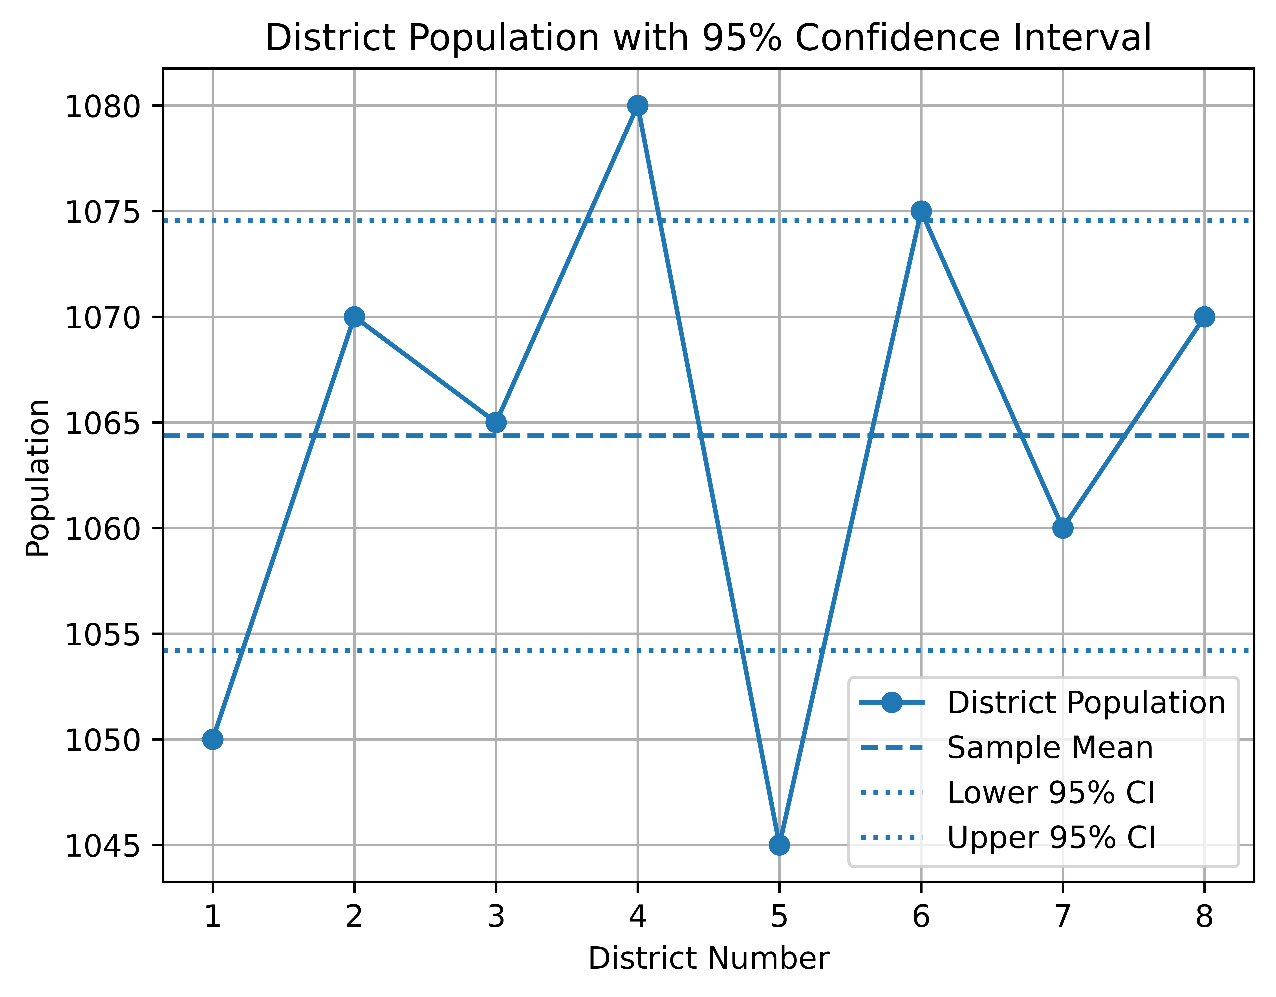 District Population with 95% Confidence Interval
1080
1075
1070
1065
1060
1055
1050
1045
Population
District Population
Sample Mean
Lower 95% CI
Upper 95% CI
1 2 3 4 5 6 7 8
District Number